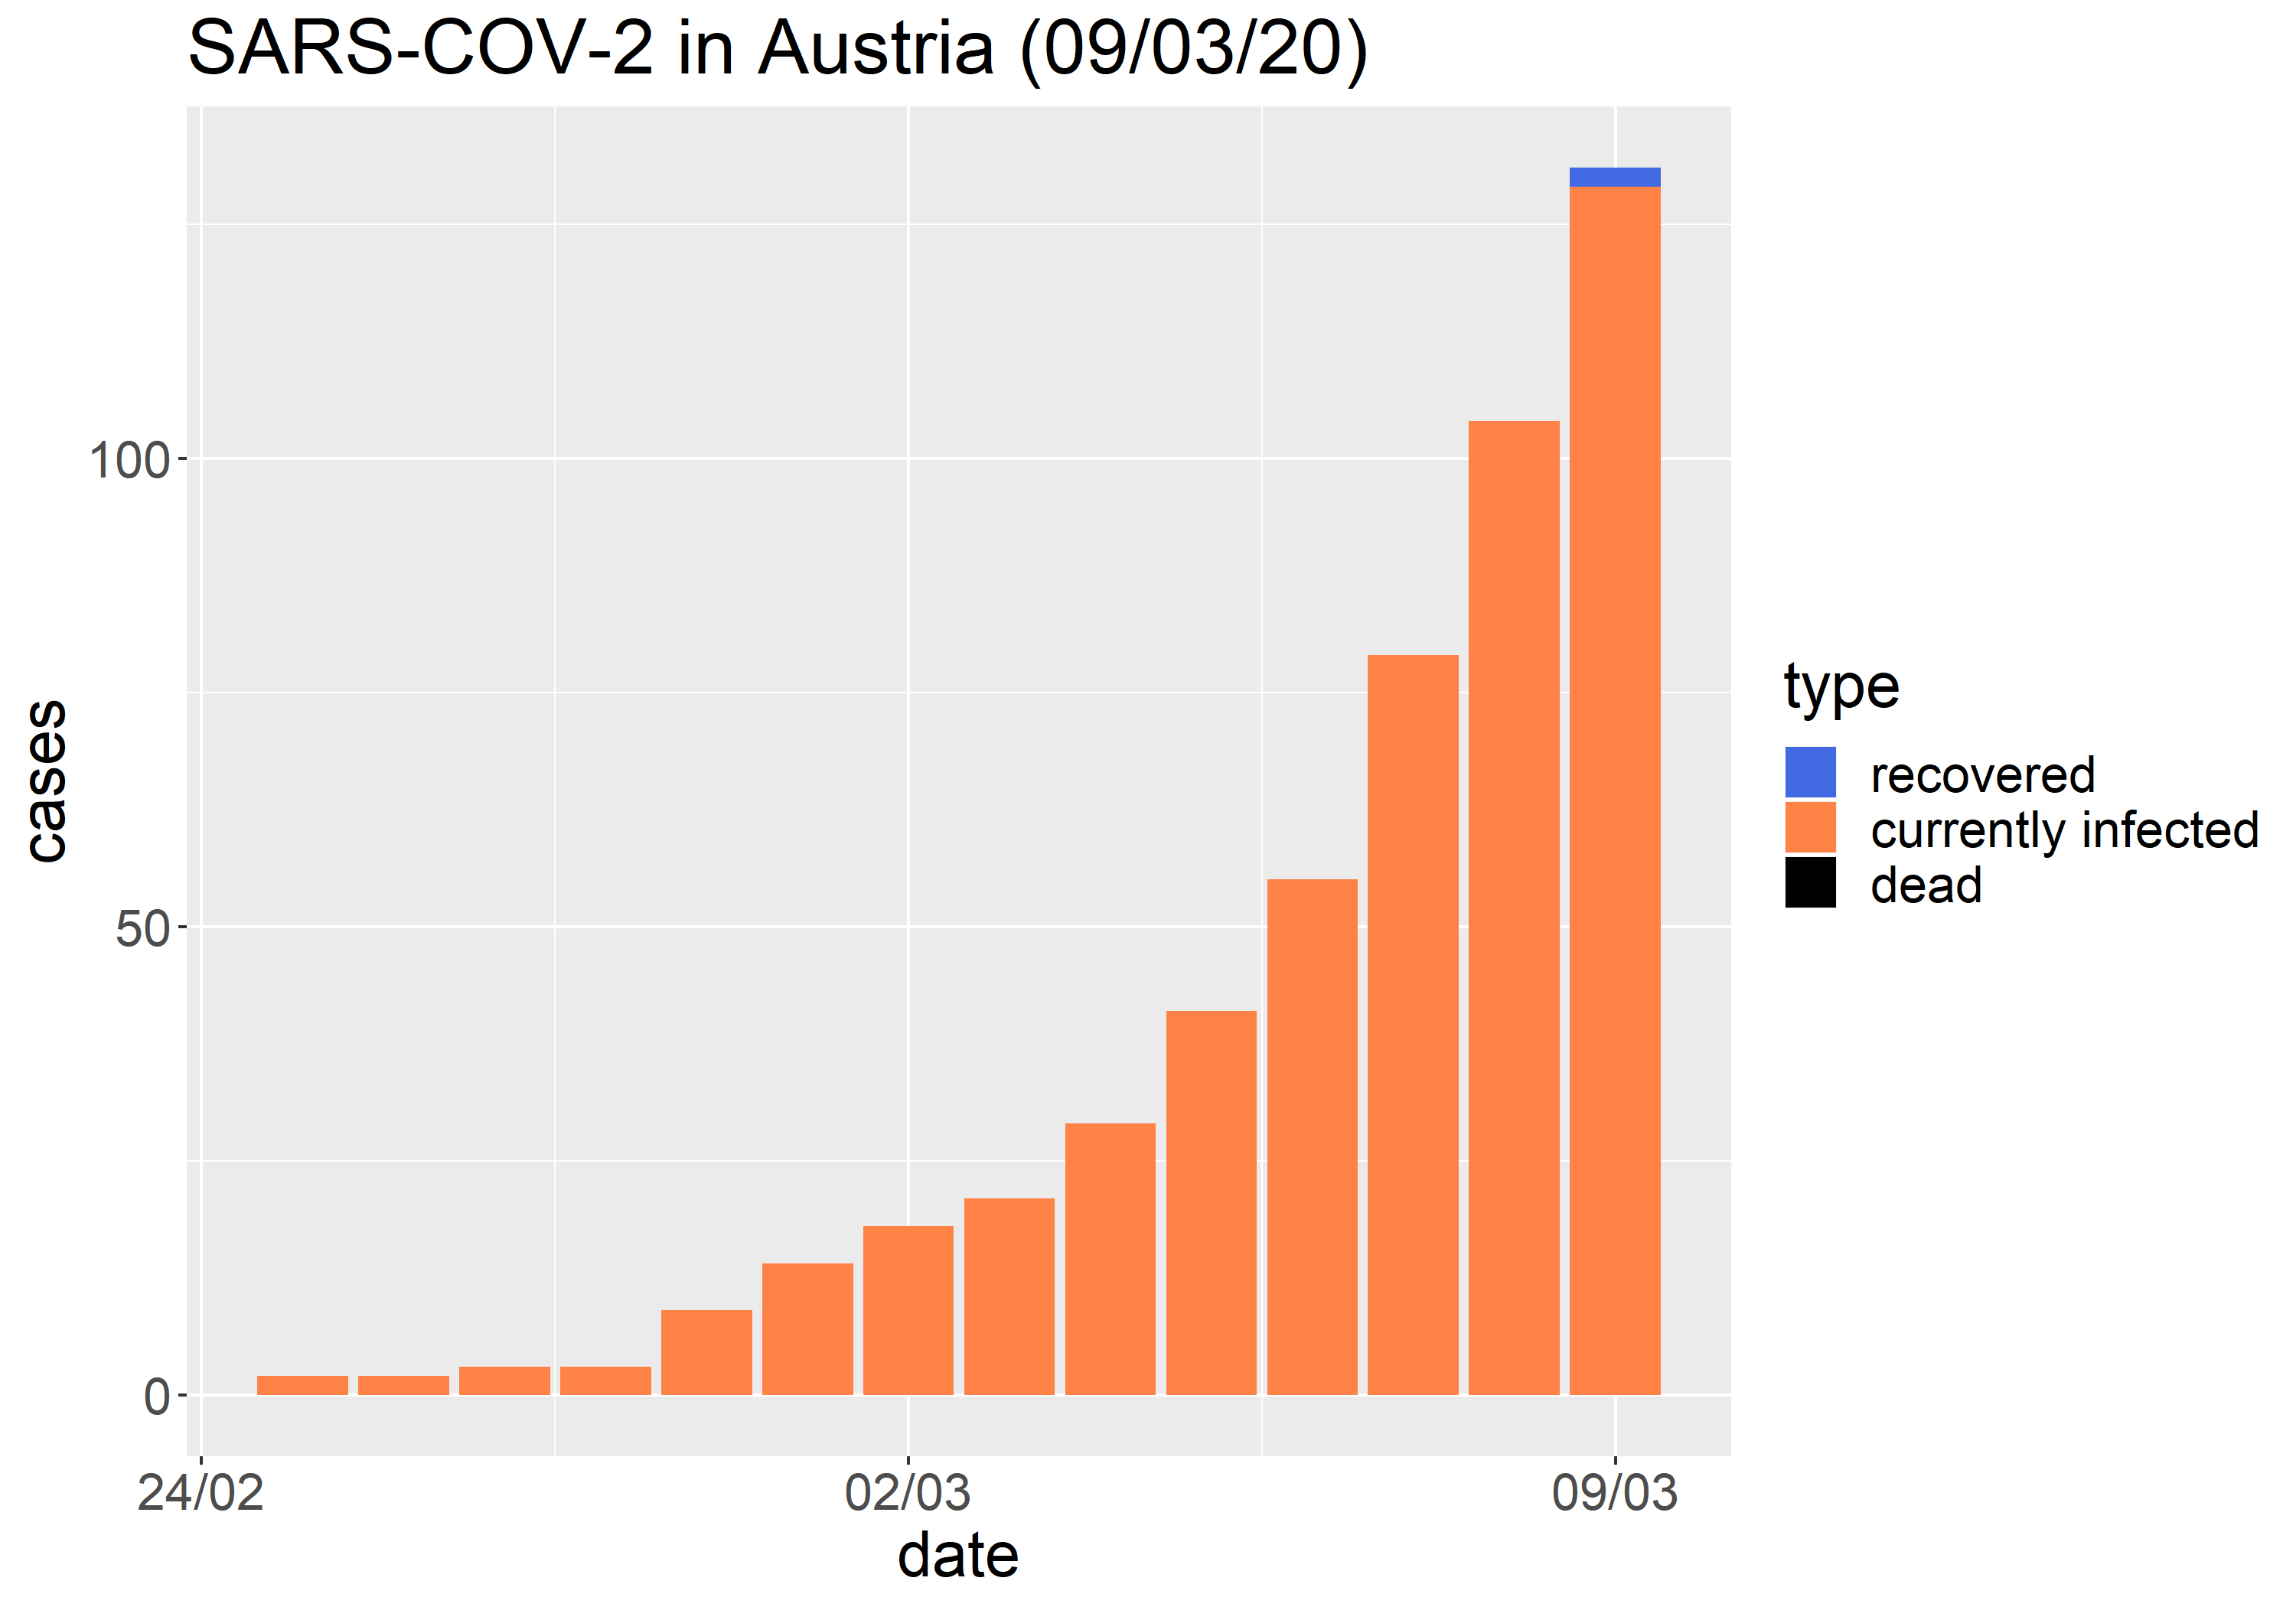 SARS-COV-2 in Austria (09/03/20)
cases
100
50
0
24/02
02/03
09/03
date
type
recovered
currently infected
dead